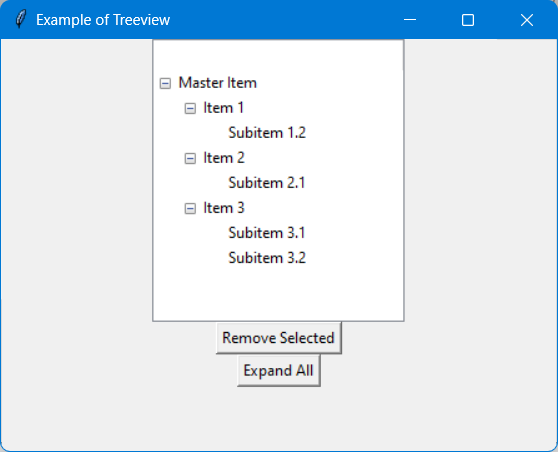 Example of Treeview
Master Item
Item 1
Subitem 1.2
Item 2
Subitem 2.1
Item 3
Subitem 3.1
Subitem 3.2
Remove Selected
Expand All